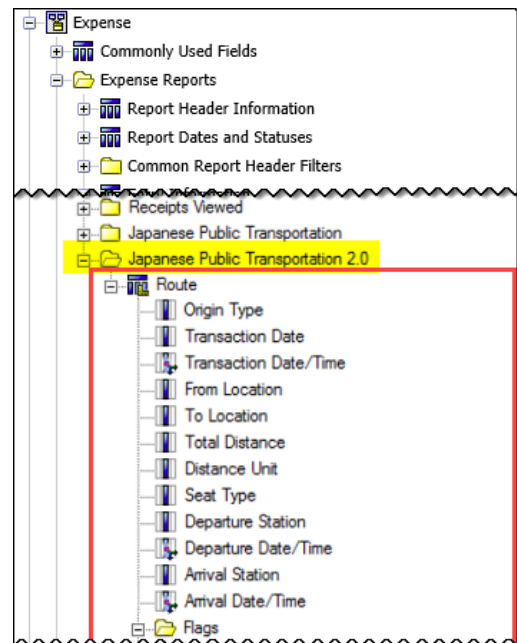 Expense
Commonly Used Fields
Expense Reports
Report Header Information
Report Dates and Statuses
Common Report Header Filters
Receipts Viewed
Japanese Public Transportation
Japanese Public Transportation 2.0
Route
Origin Type
Transaction Date
Transaction Date/Time
From Location
To Location
Total Distance
Distance Unit
Seat Type
Departure Station
Departure Date/Time
Arrival Station
Arrival Date/Time
Flags